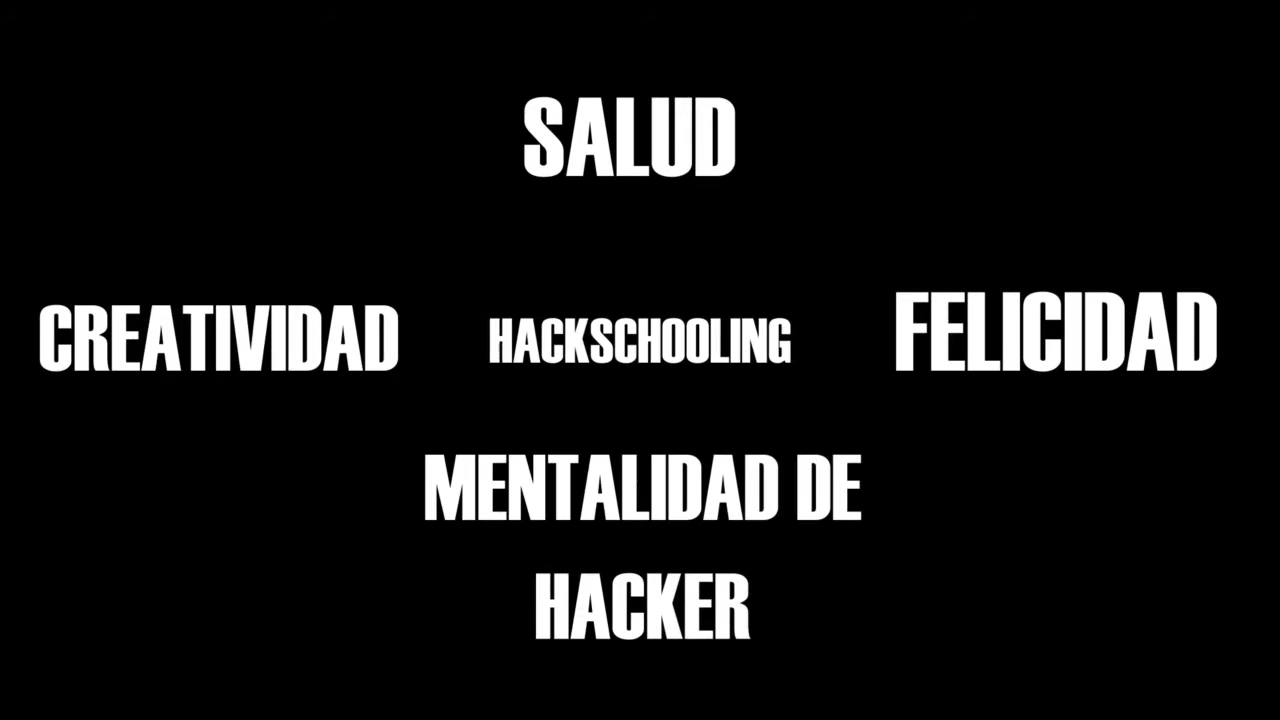 SALUD
CREATIVIDAD
HACKSCHOOLING
FELICIDAD
MENTALIDAD DE
HACKER